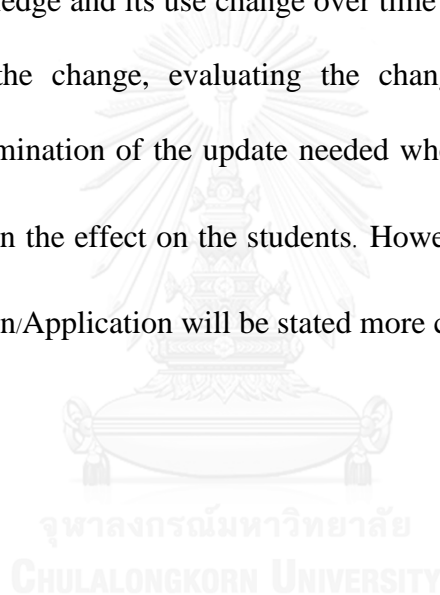 edge and its use change over time
the change, evaluating the chang
mination of the update needed wh
n the effect on the students. Howe
n/Application will be stated more c
จุฬาลงกรณ์มหาวิทยาลัย
CHULALONGKORN UNIVERSITY